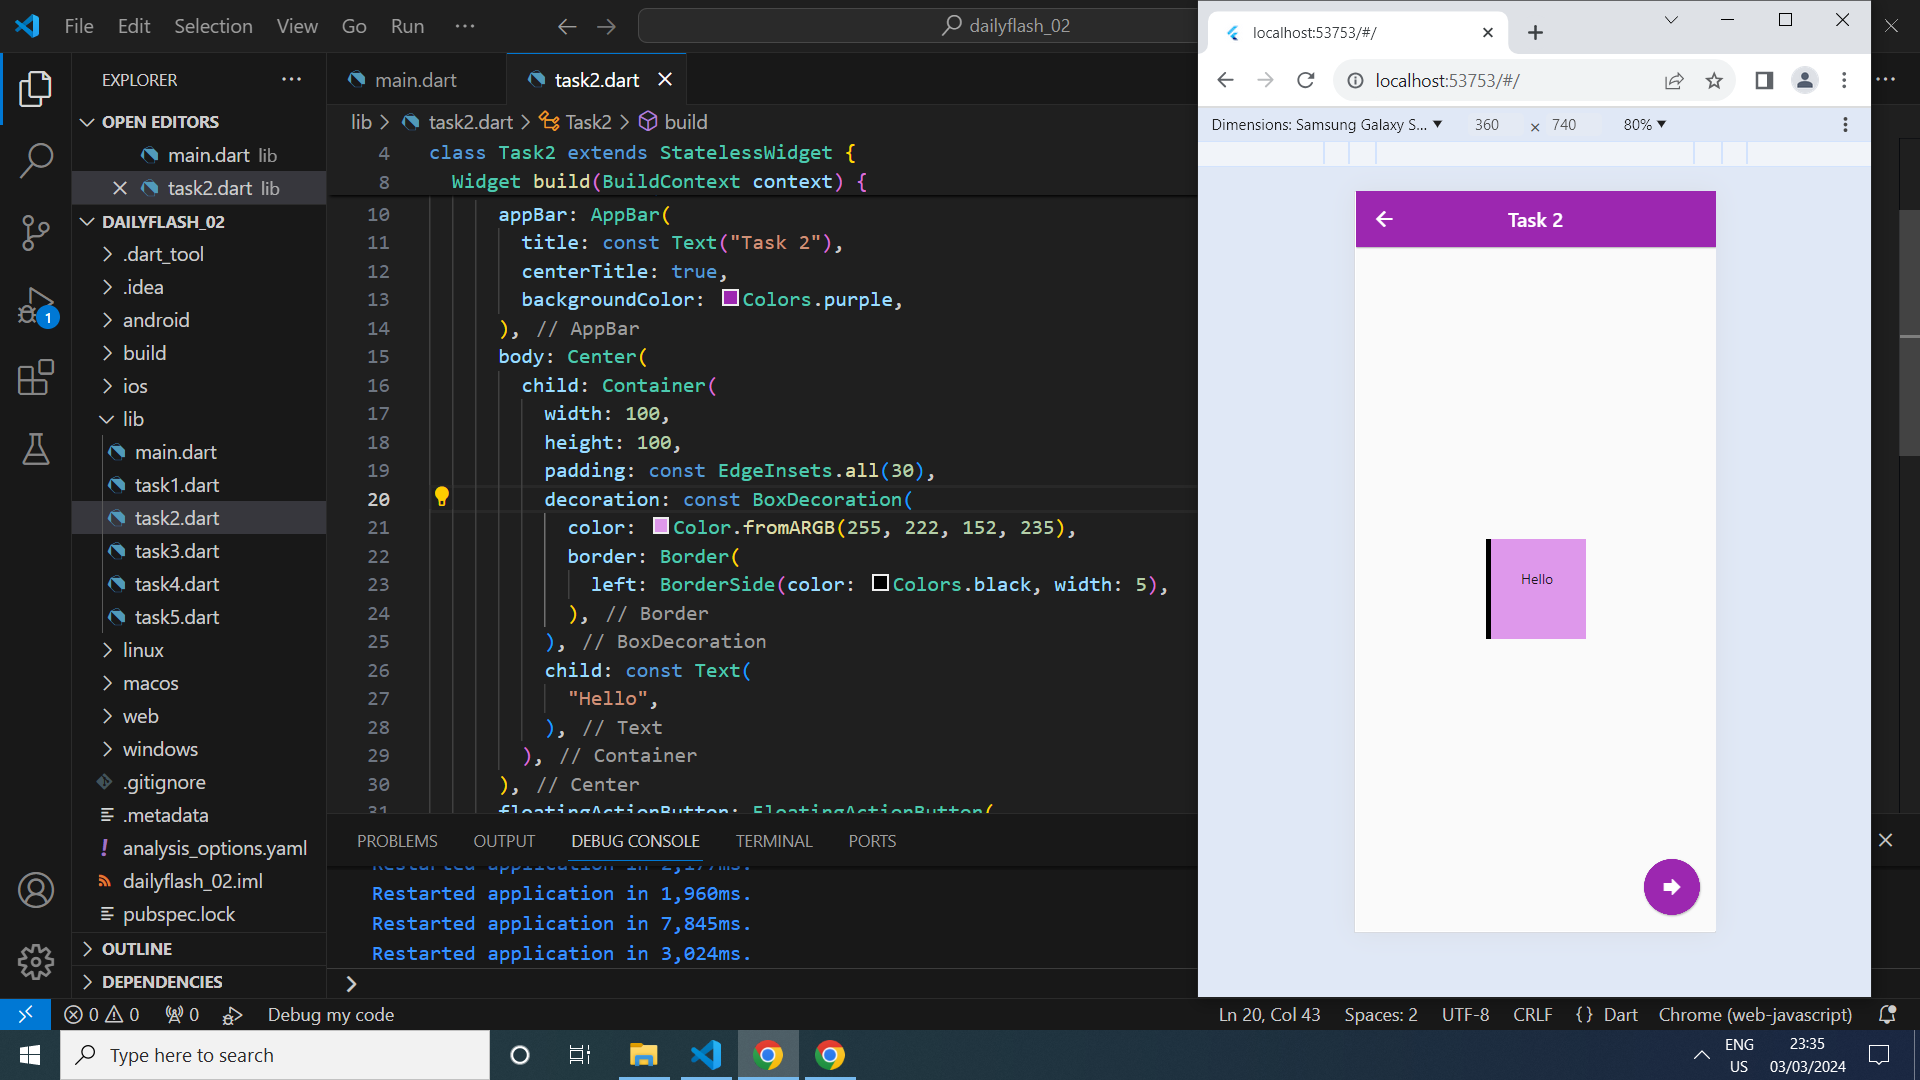 File Edit Selection View Go Run ···
dailyflash_02
EXPLORER
OPEN EDITORS
main.dart lib
task2.dart lib
DAILYFLASH_02
.dart_tool
.idea
android
build
ios
lib
main.dart
task1.dart
task2.dart
task3.dart
task4.dart
task5.dart
linux
macos
web
windows
.gitignore
.metadata
analysis_options.yaml
dailyflash_02.iml
pubspec.lock
OUTLINE
DEPENDENCIES
1
main.dart
task2.dart
lib > task2.dart > Task2 > build
4 class Task2 extends StatelessWidget {
8 Widget build(BuildContext context) {
10 appBar: AppBar(
11 title: const Text("Task 2"),
12 centerTitle: true,
13 backgroundColor: Colors.purple,
14 ), // AppBar
15 body: Center(
16 child: Container(
17 width: 100,
18 height: 100,
19 padding: const EdgeInsets.all(30),
20 decoration: const BoxDecoration(
21 color: Color.fromARGB(255, 222, 152, 235),
22 border: Border(
23 left: BorderSide(color: Colors.black, width: 5),
24 ), // Border
25 ), // BoxDecoration
26 child: const Text(
27 "Hello",
28 ), // Text
29 ), // Container
30 ), // Center
31 floatingActionButton: FloatingActionButton(
PROBLEMS OUTPUT DEBUG CONSOLE TERMINAL PORTS
Restarted application in 2,177ms.
Restarted application in 1,960ms.
Restarted application in 7,845ms.
Restarted application in 3,024ms.
localhost:53753/#/
localhost:53753/#/
Dimensions: Samsung Galaxy S... 360 × 740 80%
Task 2
Hello
0 0 0 Debug my code
Ln 20, Col 43 Spaces: 2 UTF-8 CRLF {} Dart Chrome (web-javascript)
Type here to search
ENG
US
23:35
03/03/2024